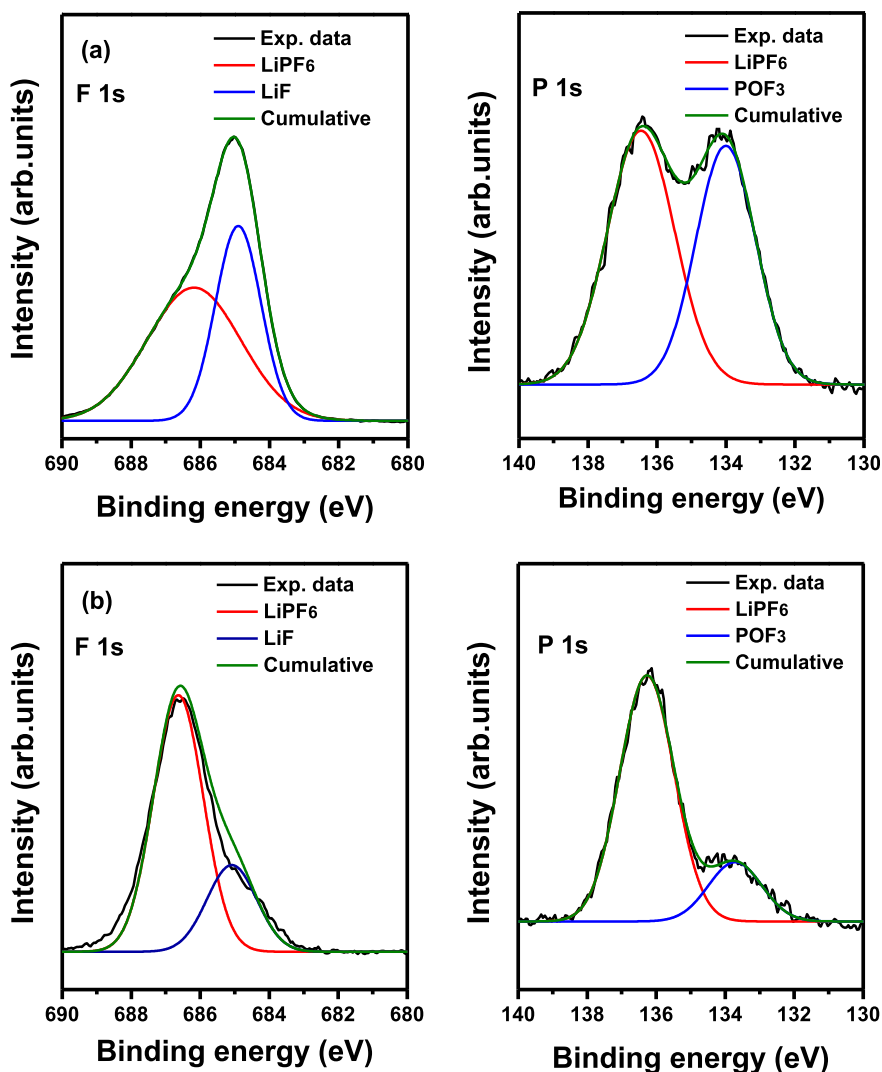 (a)
F 1s
Exp. data
LiPF6
LiF
Cumulative
Intensity (arb.units)
690 688 686 684 682 680
Binding energy (eV)
P 1s
Exp. data
LiPF6
POF3
Cumulative
Intensity (arb.units)
140 138 136 134 132 130
Binding energy (eV)
(b)
F 1s
Exp. data
LiPF6
LiF
Cumulative
Intensity (arb.units)
690 688 686 684 682 680
Binding energy (eV)
P 1s
Exp. data
LiPF6
POF3
Cumulative
Intensity (arb.units)
140 138 136 134 132 130
Binding energy (eV)